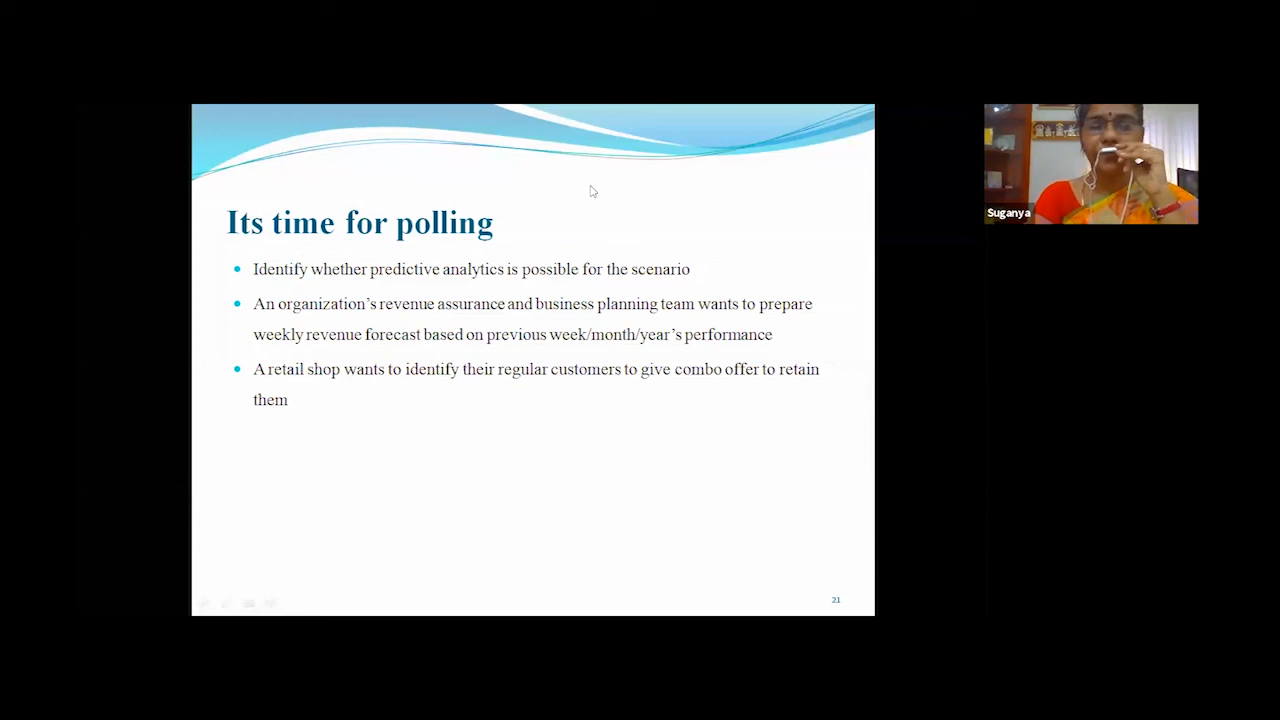 Its time for polling
Identify whether predictive analytics is possible for the scenario
An organization's revenue assurance and business planning team wants to prepare
weekly revenue forecast based on previous week/month/year's performance
A retail shop wants to identify their regular customers to give combo offer to retain
them
21
Suganya